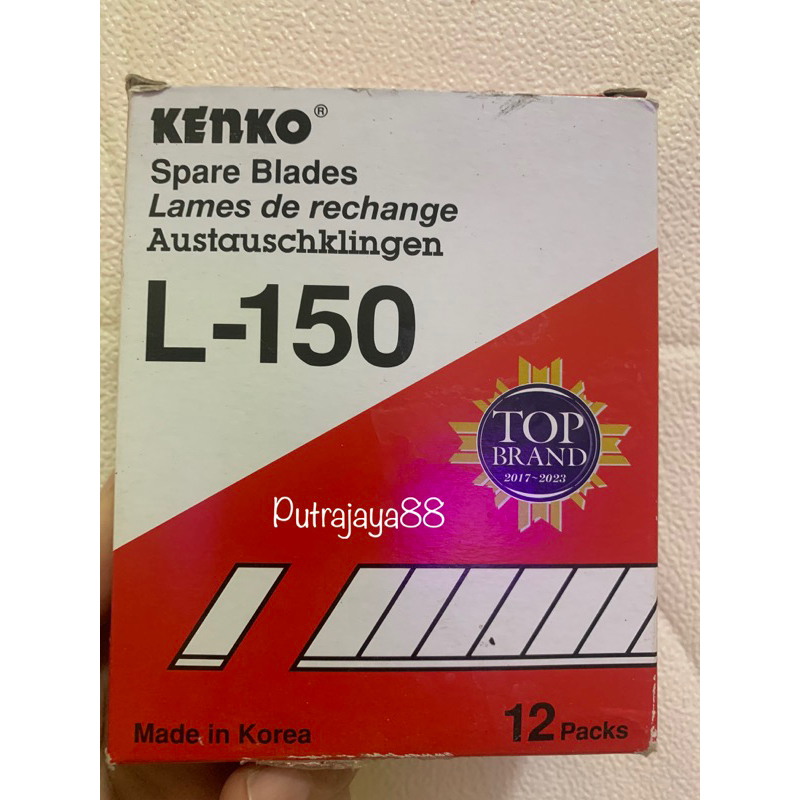 KENKO®
Spare Blades
Lames de rechange
Austauschklingen
L-150
TOP
BRAND
2017~2023
Putrajaya88
Made in Korea
12 Packs